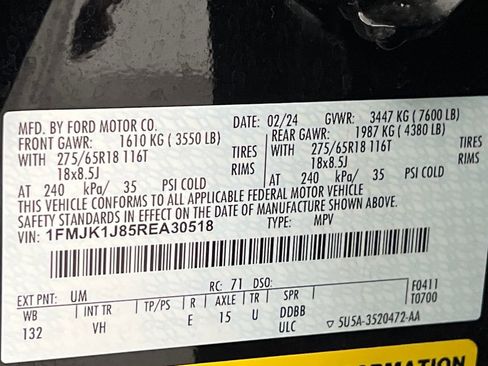 MFD. BY FORD MOTOR CO. DATE: 02/24 GVWR: 3447 KG (7600 LB)
FRONT GAWR: 1610 KG (3550 LB) REAR GAWR: 1987 KG (4380 LB)
WITH 275/65R18 116T TIRES WITH 275/65R18 116T TIRES
18x8.5J RIMS 18x8.5J RIMS
AT 240 kPa/ 35 PSI COLD AT 240 kPa/ 35 PSI COLD
THIS VEHICLE CONFORMS TO ALL APPLICABLE FEDERAL MOTOR VEHICLE
SAFETY STANDARDS IN EFFECT ON THE DATE OF MANUFACTURE SHOWN ABOVE.
VIN: 1FMJK1J85REA30518 TYPE: MPV
EXT PNT: UM RC: 71 DSO: F0411
WB INT TR TP/PS R AXLE TR SPR T0700
132 VH E 15 U DDBB
ULC ▽ 5U5A-3520472-AA
INFORMATION